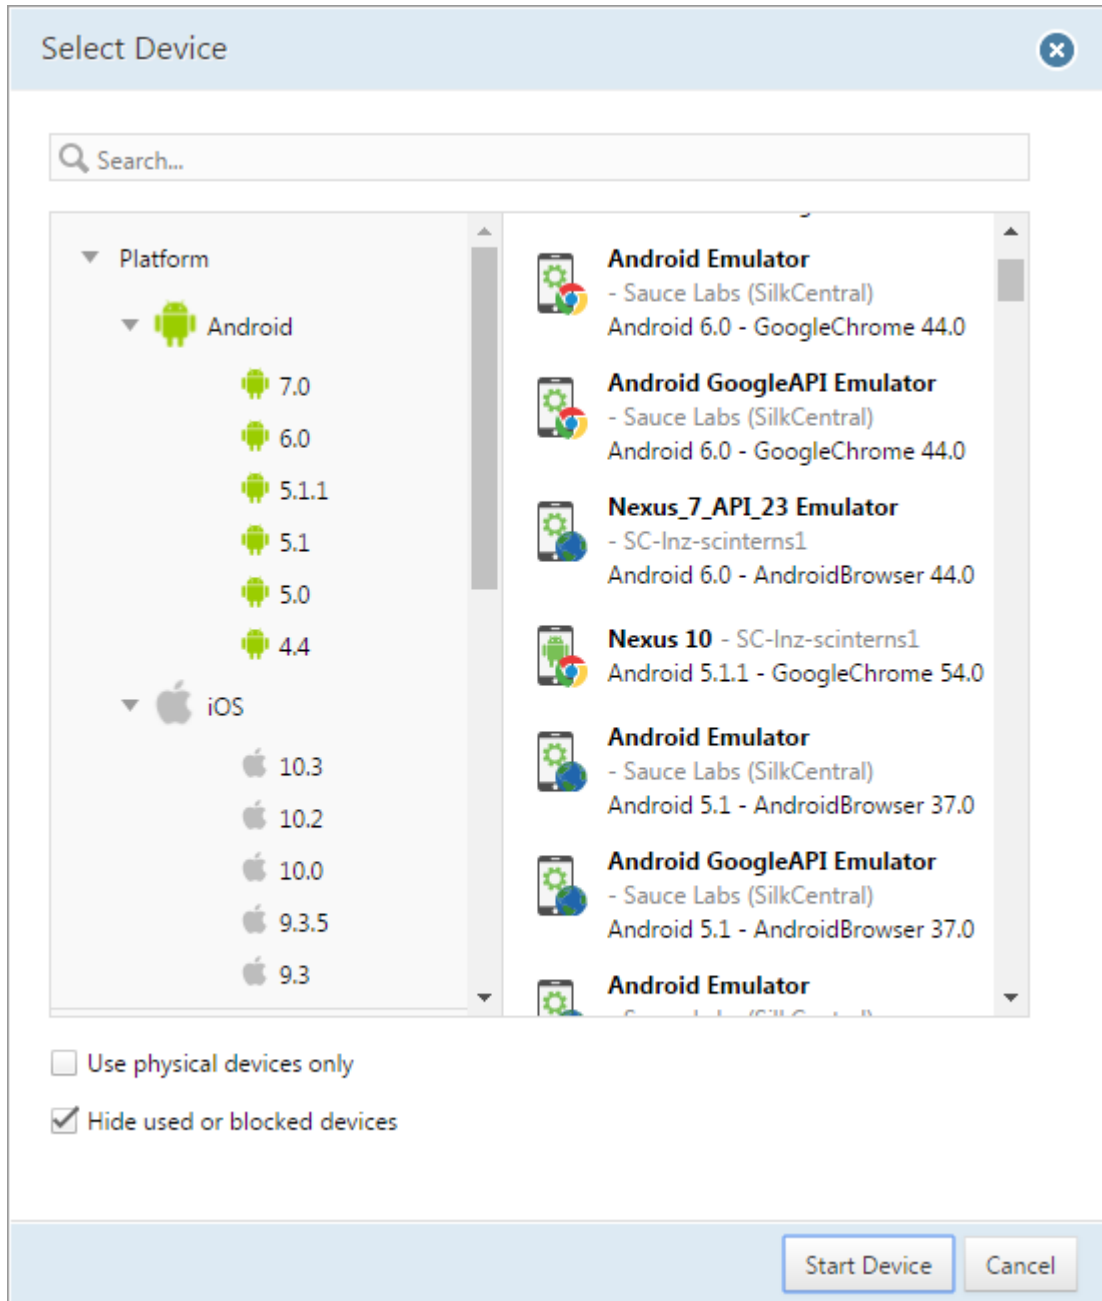 Select Device
Search...
Platform
Android
7.0
6.0
5.1.1
5.1
5.0
4.4
iOS
10.3
10.2
10.0
9.3.5
9.3
Android Emulator
- Sauce Labs (SilkCentral)
Android 6.0 - GoogleChrome 44.0
Android GoogleAPI Emulator
- Sauce Labs (SilkCentral)
Android 6.0 - GoogleChrome 44.0
Nexus_7_API_23 Emulator
- SC-lnz-scinterns1
Android 6.0 - AndroidBrowser 44.0
Nexus 10 - SC-lnz-scinterns1
Android 5.1.1 - GoogleChrome 54.0
Android Emulator
- Sauce Labs (SilkCentral)
Android 5.1 - AndroidBrowser 37.0
Android GoogleAPI Emulator
- Sauce Labs (SilkCentral)
Android 5.1 - AndroidBrowser 37.0
Android Emulator
Use physical devices only
Hide used or blocked devices
Start Device
Cancel